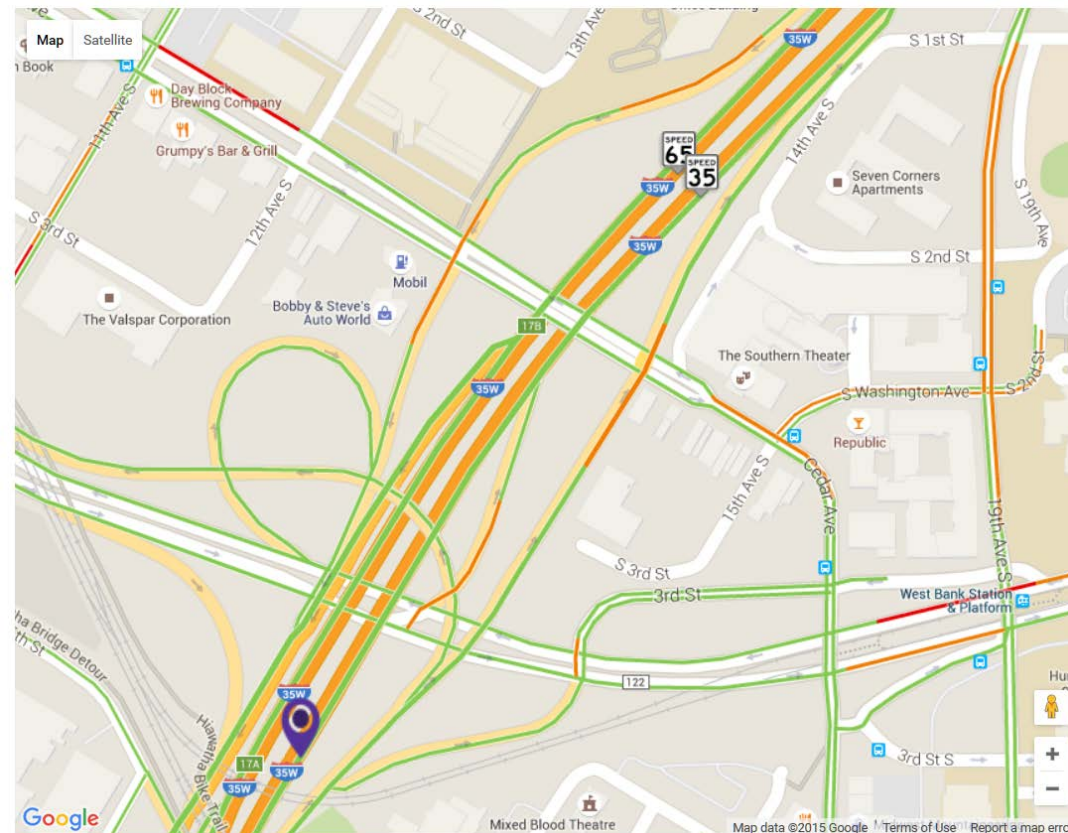 Map
Satellite
S 2nd St
13th Ave S
35W
S 1st St
11th Ave S
Day Block
Brewing Company
Grumpy's Bar & Grill
SPEED
65
SPEED
35
14th Ave S
Seven Corners
Apartments
S 19th Ave
35W
12th Ave S
S 3rd St
35W
S 2nd St
Mobil
Bobby & Steve's
Auto World
The Valspar Corporation
17B
The Southern Theater
35W
S Washington Ave
S 2nd St
Republic
Cedar Ave
15th Ave S
19th Ave S
S 3rd St
3rd St
West Bank Station
& Platform
Bridge Detour
122
35W
Hiawatha Bike Trail
17A
35W
35W
3rd St S
+
−
Google
Mixed Blood Theatre
Map data ©2015 Google
Terms of Use
Report a map erro